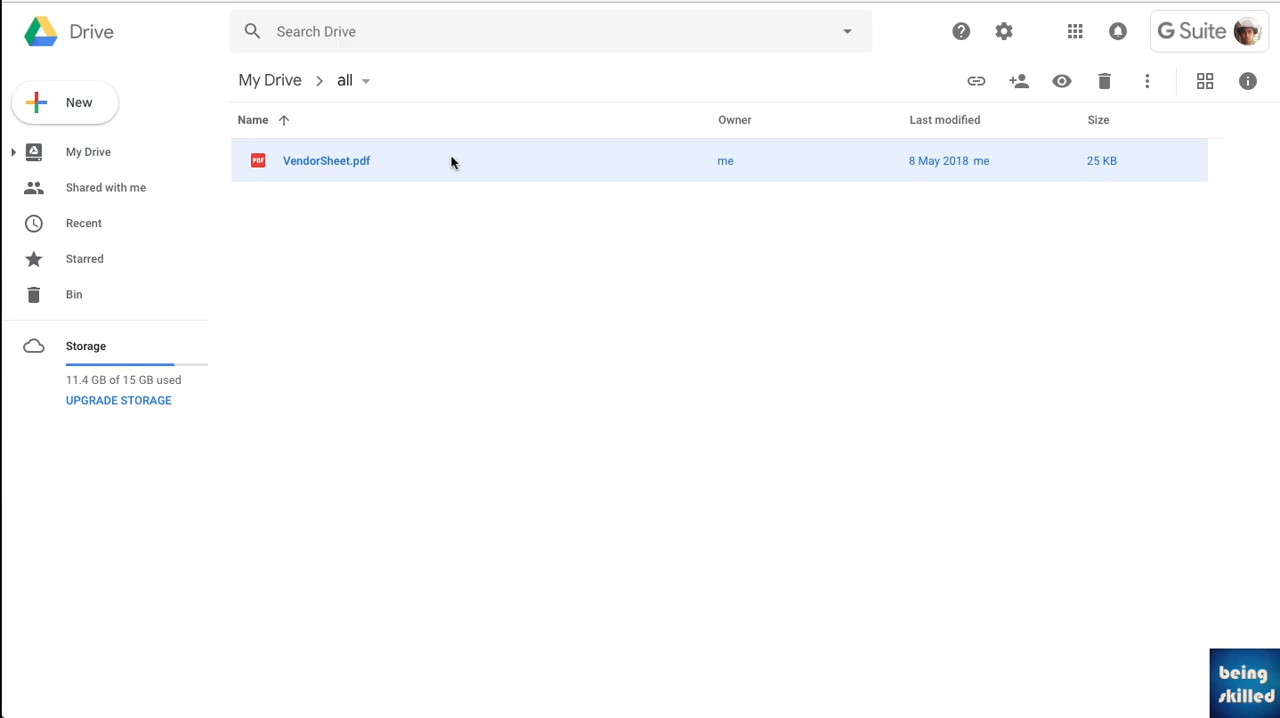 Drive
Search Drive
G Suite
My Drive > all
New
Name
Owner
Last modified
Size
PDF
VendorSheet.pdf
me
8 May 2018 me
25 KB
My Drive
Shared with me
Recent
Starred
Bin
Storage
11.4 GB of 15 GB used
UPGRADE STORAGE
being
skilled